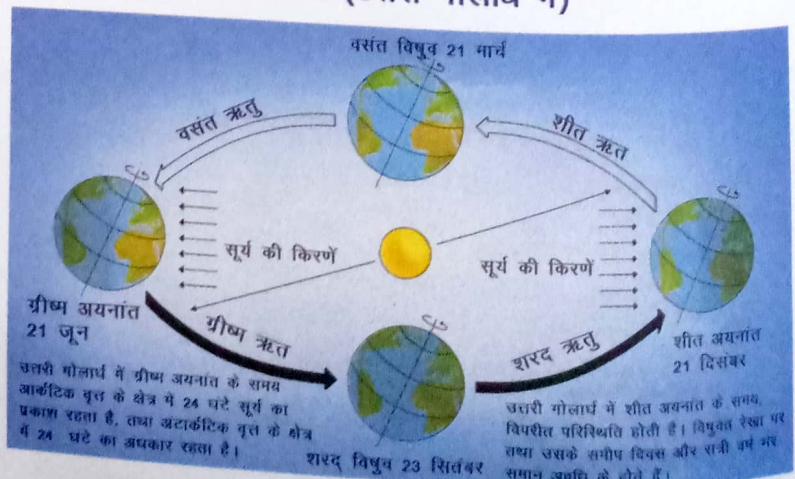 वसंत विषुव 21 मार्च
वसंत ऋतु
शीत ऋत
सूर्य की किरणें
सूर्य की किरणें
ग्रीष्म अयनांत
21 जून
ग्रीष्म ऋत
शरद ऋतु
शीत अयनांत
21 दिसंबर
उत्तरी गोलार्ध में ग्रीष्म अयनांत के समय
आर्कटिक वृत्त के क्षेत्र में 24 घंटे सूर्य का
प्रकाश रहता है, तथा अंटार्कटिक वृत्त के क्षेत्र
में 24 घंटे का अंधकार रहता है।
शरद् विषुव 23 सितंबर
उत्तरी गोलार्ध में शीत अयनांत के समय,
विपरीत परिस्थिति होती है। विषुवत रेखा पर
तथा उसके समीप दिवस और रात्री वर्ष भर
समान अवधि के होते हैं।